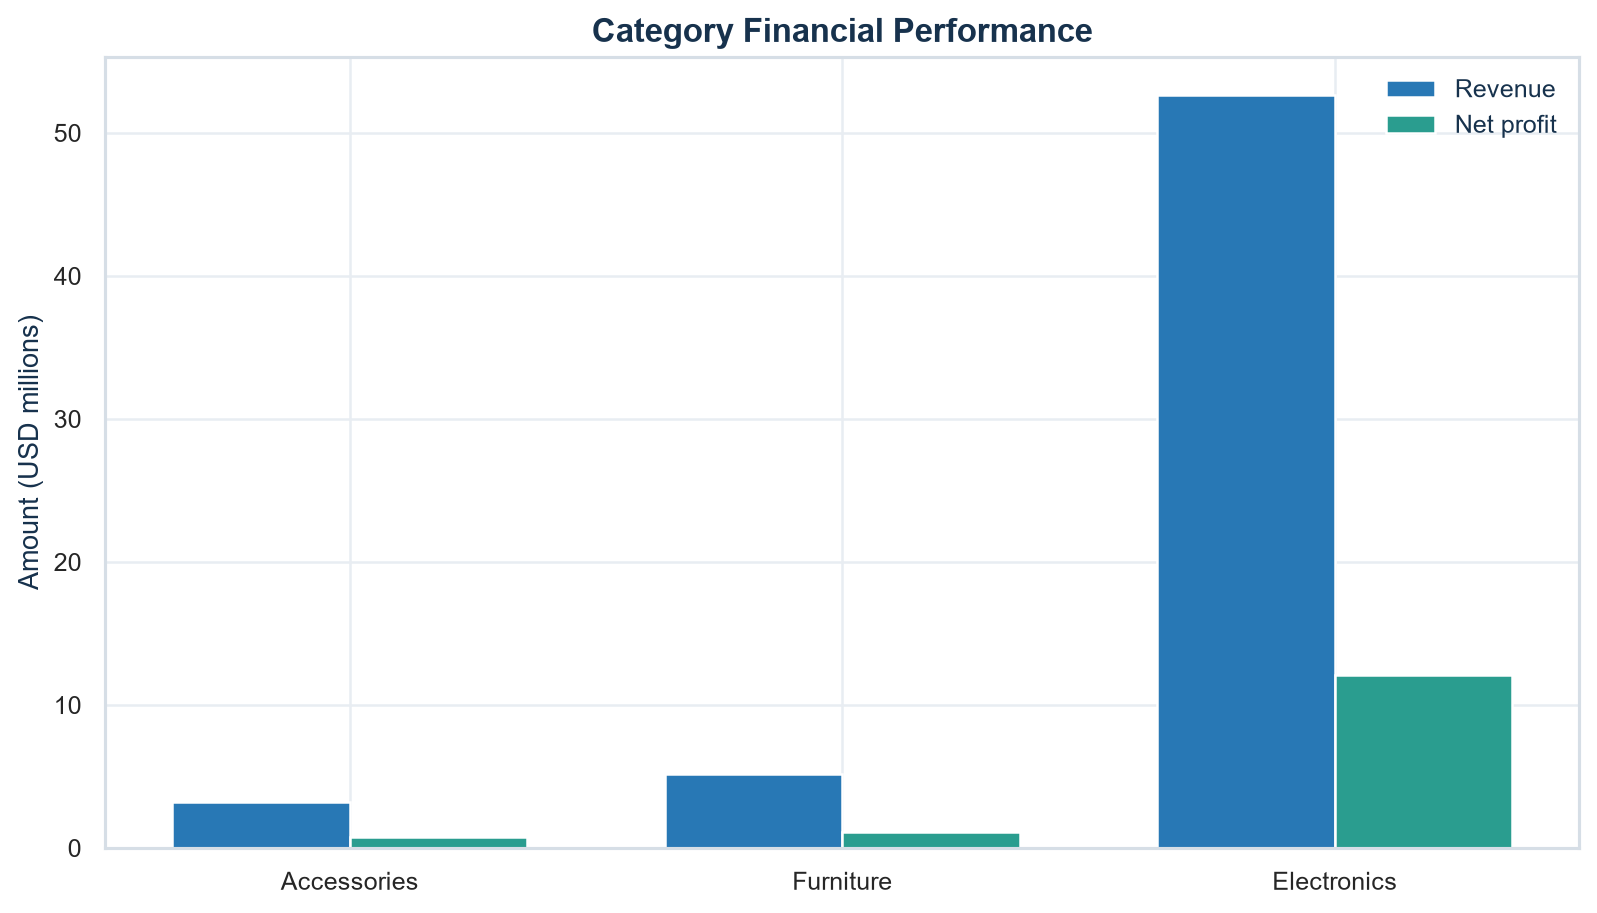 Category Financial Performance
Revenue
Net profit
Amount (USD millions)
50
40
30
20
10
0
Accessories
Furniture
Electronics